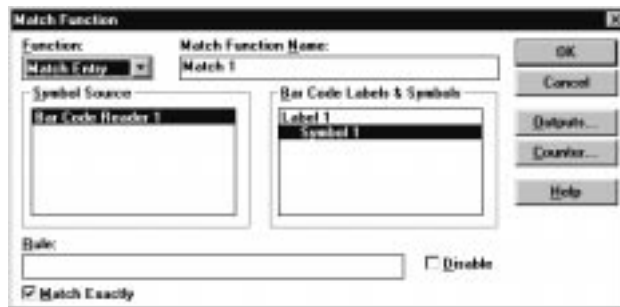 Match Function
Function:
Match Entry
Match Function Name:
Match 1
Symbol Source
Bar Code Reader 1
Bar Code Labels & Symbols
Label 1
Symbol 1
OK
Cancel
Outputs...
Counter...
Help
Rule:
Disable
Match Exactly